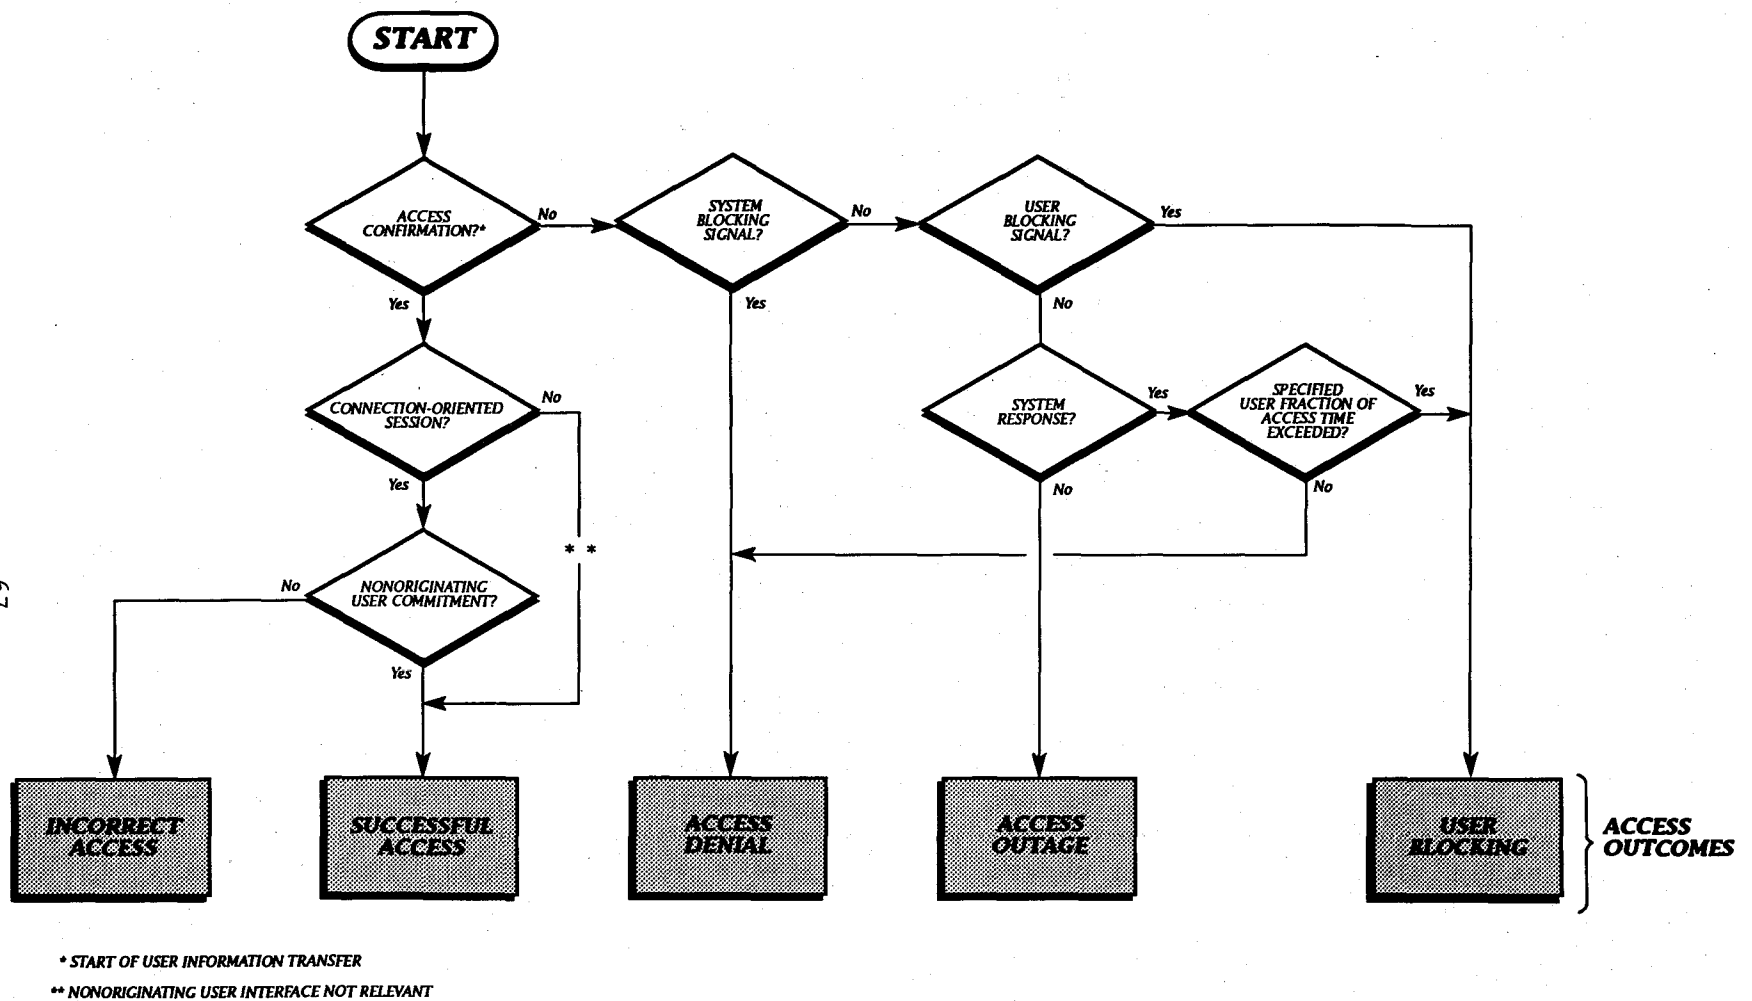 START
ACCESS
CONFIRMATION?*
No
Yes
SYSTEM
BLOCKING
SIGNAL?
No
Yes
USER
BLOCKING
SIGNAL?
Yes
No
CONNECTION-ORIENTED
SESSION?
No
Yes
SYSTEM
RESPONSE?
Yes
No
SPECIFIED
USER FRACTION OF
ACCESS TIME
EXCEEDED?
Yes
No
* *
NONORIGINATING
USER COMMITMENT?
No
Yes
INCORRECT
ACCESS
SUCCESSFUL
ACCESS
ACCESS
DENIAL
ACCESS
OUTAGE
USER
BLOCKING
ACCESS
OUTCOMES
* START OF USER INFORMATION TRANSFER
** NONORIGINATING USER INTERFACE NOT RELEVANT